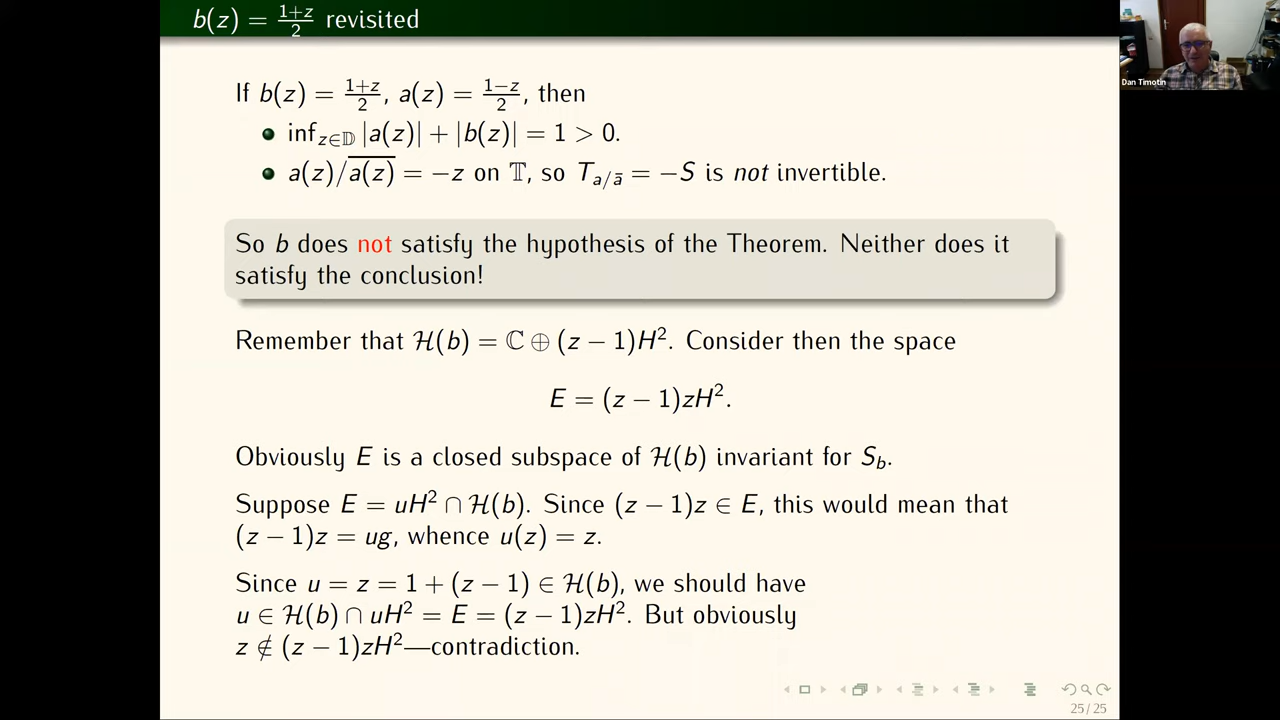 b(z) = \frac{1+z}{2} revisited
Dan Timotin
If b(z) = \frac{1+z}{2}, a(z) = \frac{1−z}{2}, then
inf_{z∈𝔻} |a(z)| + |b(z)| = 1 > 0.
a(z)/\overline{a(z)} = −z on 𝕋, so T_{a/ā} = −S is not invertible.
So b does not satisfy the hypothesis of the Theorem. Neither does it
satisfy the conclusion!
Remember that ℋ(b) = ℂ ⊕ (z − 1)H². Consider then the space
E = (z − 1)zH².
Obviously E is a closed subspace of ℋ(b) invariant for S_b.
Suppose E = uH² ∩ ℋ(b). Since (z − 1)z ∈ E, this would mean that
(z − 1)z = ug, whence u(z) = z.
Since u = z = 1 + (z − 1) ∈ ℋ(b), we should have
u ∈ ℋ(b) ∩ uH² = E = (z − 1)zH². But obviously
z ∉ (z − 1)zH²—contradiction.
25/25